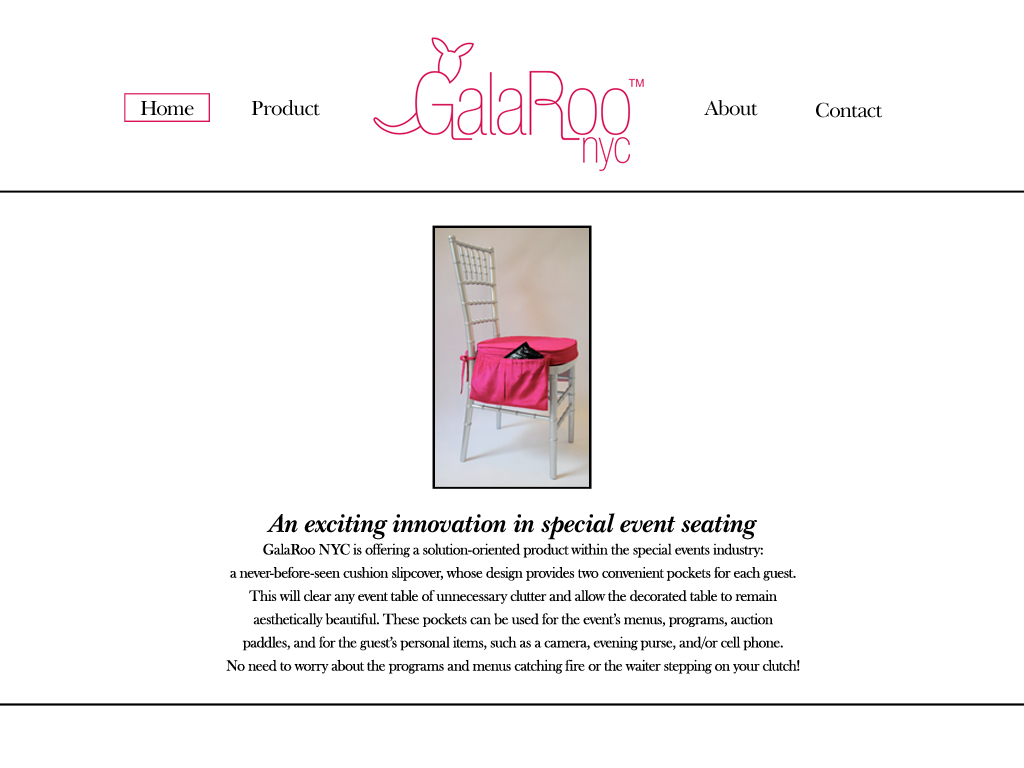 Home
Product
GalaRoo™
nyc
About
Contact
An exciting innovation in special event seating
GalaRoo NYC is offering a solution-oriented product within the special events industry:
a never-before-seen cushion slipcover, whose design provides two convenient pockets for each guest.
This will clear any event table of unnecessary clutter and allow the decorated table to remain
aesthetically beautiful. These pockets can be used for the event’s menus, programs, auction
paddles, and for the guest’s personal items, such as a camera, evening purse, and/or cell phone.
No need to worry about the programs and menus catching fire or the waiter stepping on your clutch!